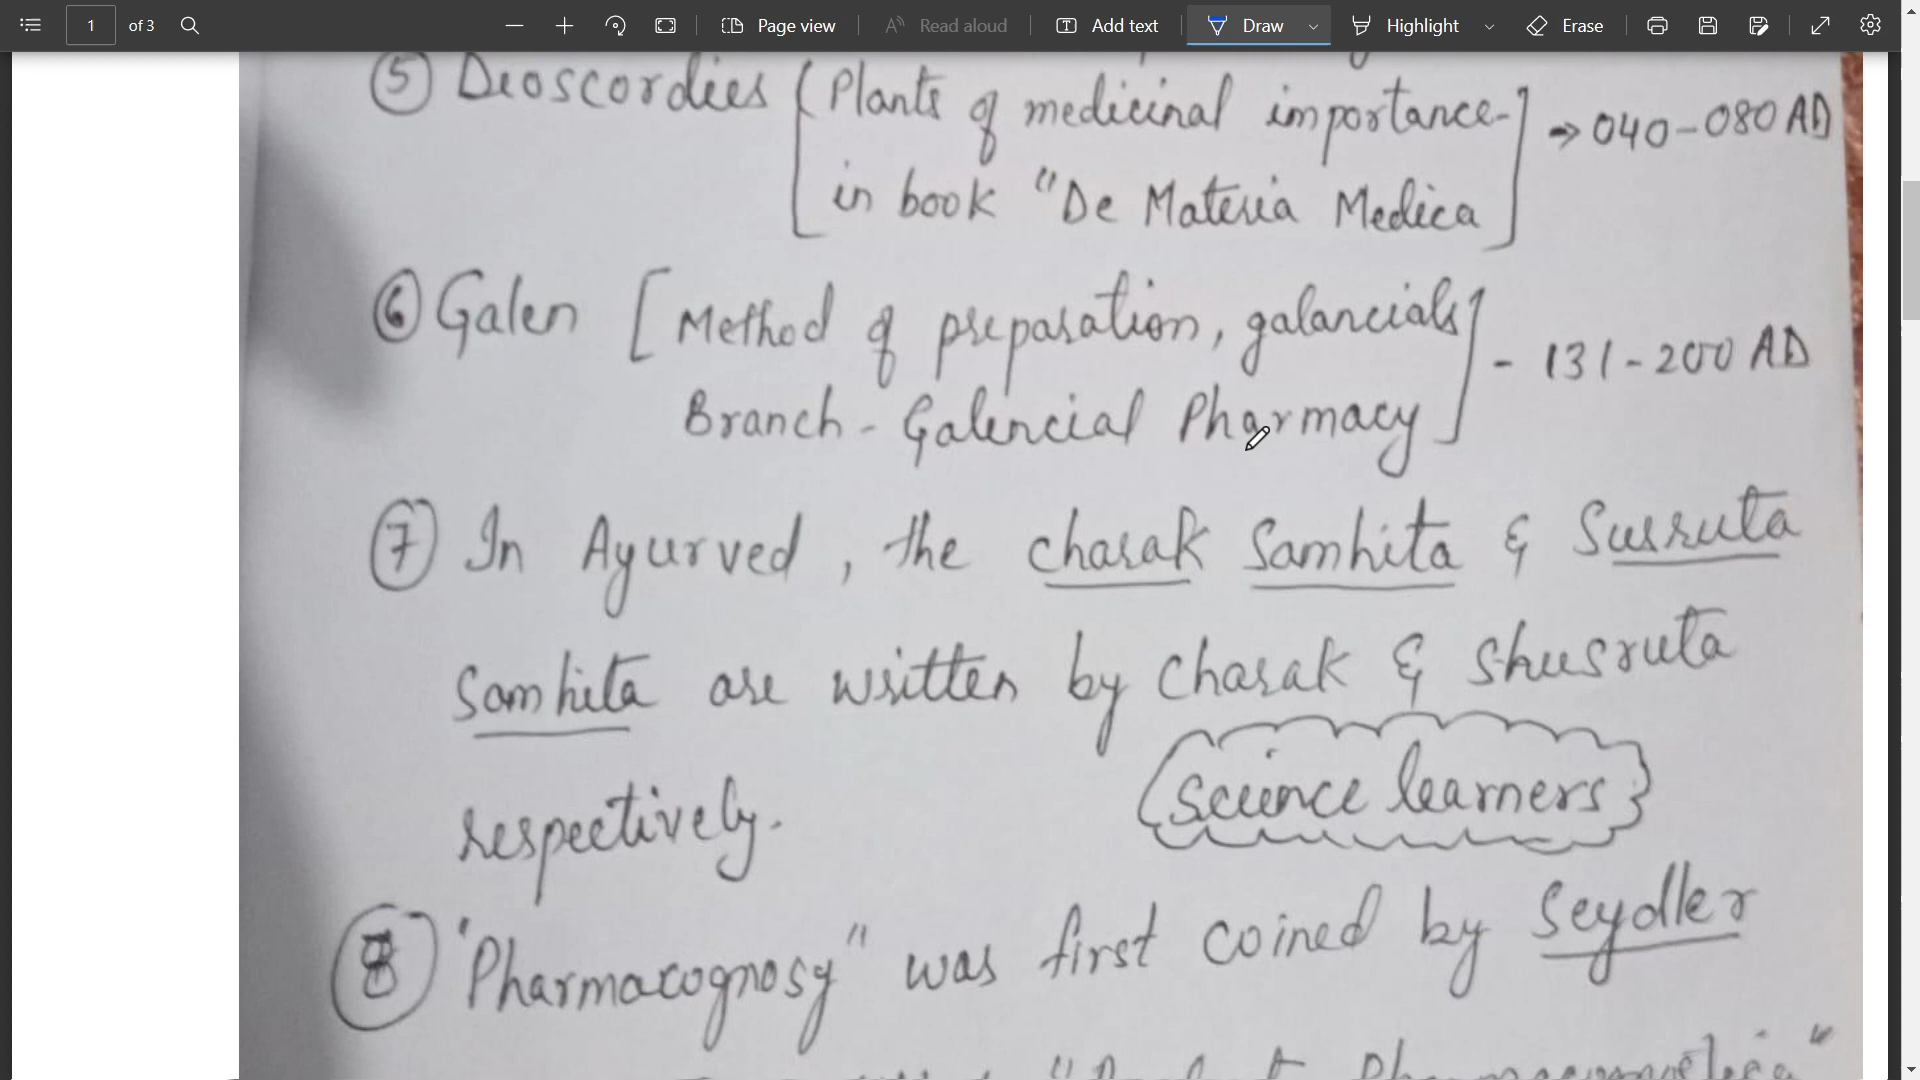 1 of 3 Page view Read aloud Add text Draw Highlight Erase
⑤ Deoscordies [Plants of medicinal importance-] → 040-080 AD
in book "De Materia Medica]
⑥ Galen [Method of preparation, galancials] - 131-200 AD
Branch - Galencial Pharmacy]
⑦ In Ayurved, the charak Samhita & Susruta
Samhita are written by Charak & Shusruta
respectively.
Science learners
⑧ "Pharmacognosy" was first coined by Seydler